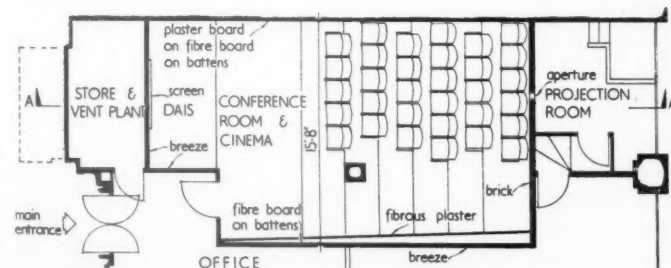 plaster board
on fibre board
on battens
A
STORE &
VENT PLANT
screen
DAIS
CONFERENCE
ROOM &
CINEMA
15'8"
aperture
PROJECTION
ROOM
breeze
brick
main
entrance
fibre board
on battens
fibrous plaster
breeze
OFFICE